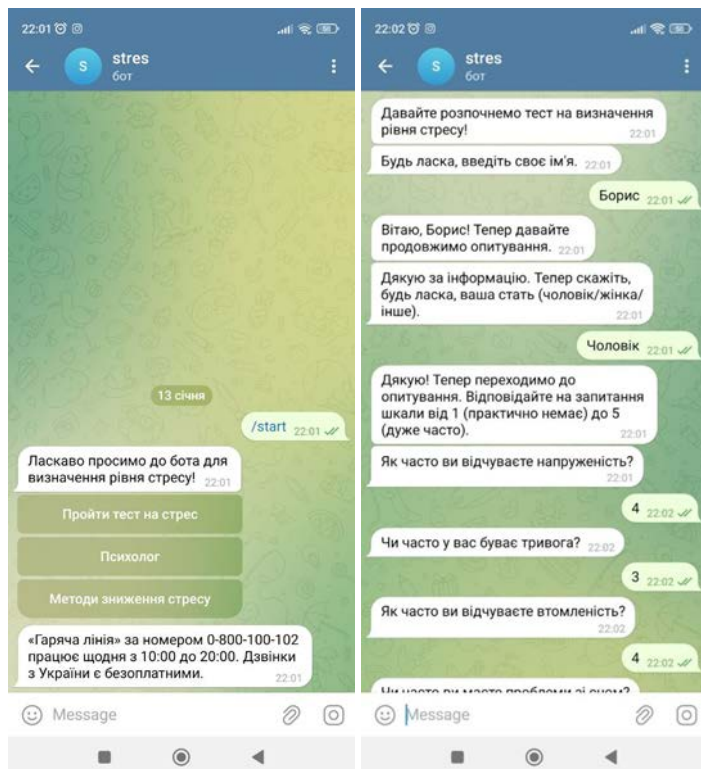 22:01
stres
бот
13 січня
/start 22:01
Ласкаво просимо до бота для
визначення рівня стресу! 22:01
Пройти тест на стрес
Психолог
Методи зниження стресу
«Гаряча лінія» за номером 0-800-100-102
працює щодня з 10:00 до 20:00. Дзвінки
з України є безоплатними. 22:01
Message
22:02
stres
бот
Давайте розпочнемо тест на визначення
рівня стресу! 22:01
Будь ласка, введіть своє ім'я. 22:01
Борис 22:01
Вітаю, Борис! Тепер давайте
продовжимо опитування. 22:01
Дякую за інформацію. Тепер скажіть,
будь ласка, ваша стать (чоловік/жінка/
інше). 22:01
Чоловік 22:01
Дякую! Тепер переходимо до
опитування. Відповідайте на запитання
шкали від 1 (практично немає) до 5
(дуже часто). 22:01
Як часто ви відчуваєте напруженість?
22:01
4 22:02
Чи часто у вас буває тривога? 22:02
3 22:02
Як часто ви відчуваєте втомленість?
22:02
4 22:02
Чи часто ви маєте проблеми зі сном?
Message